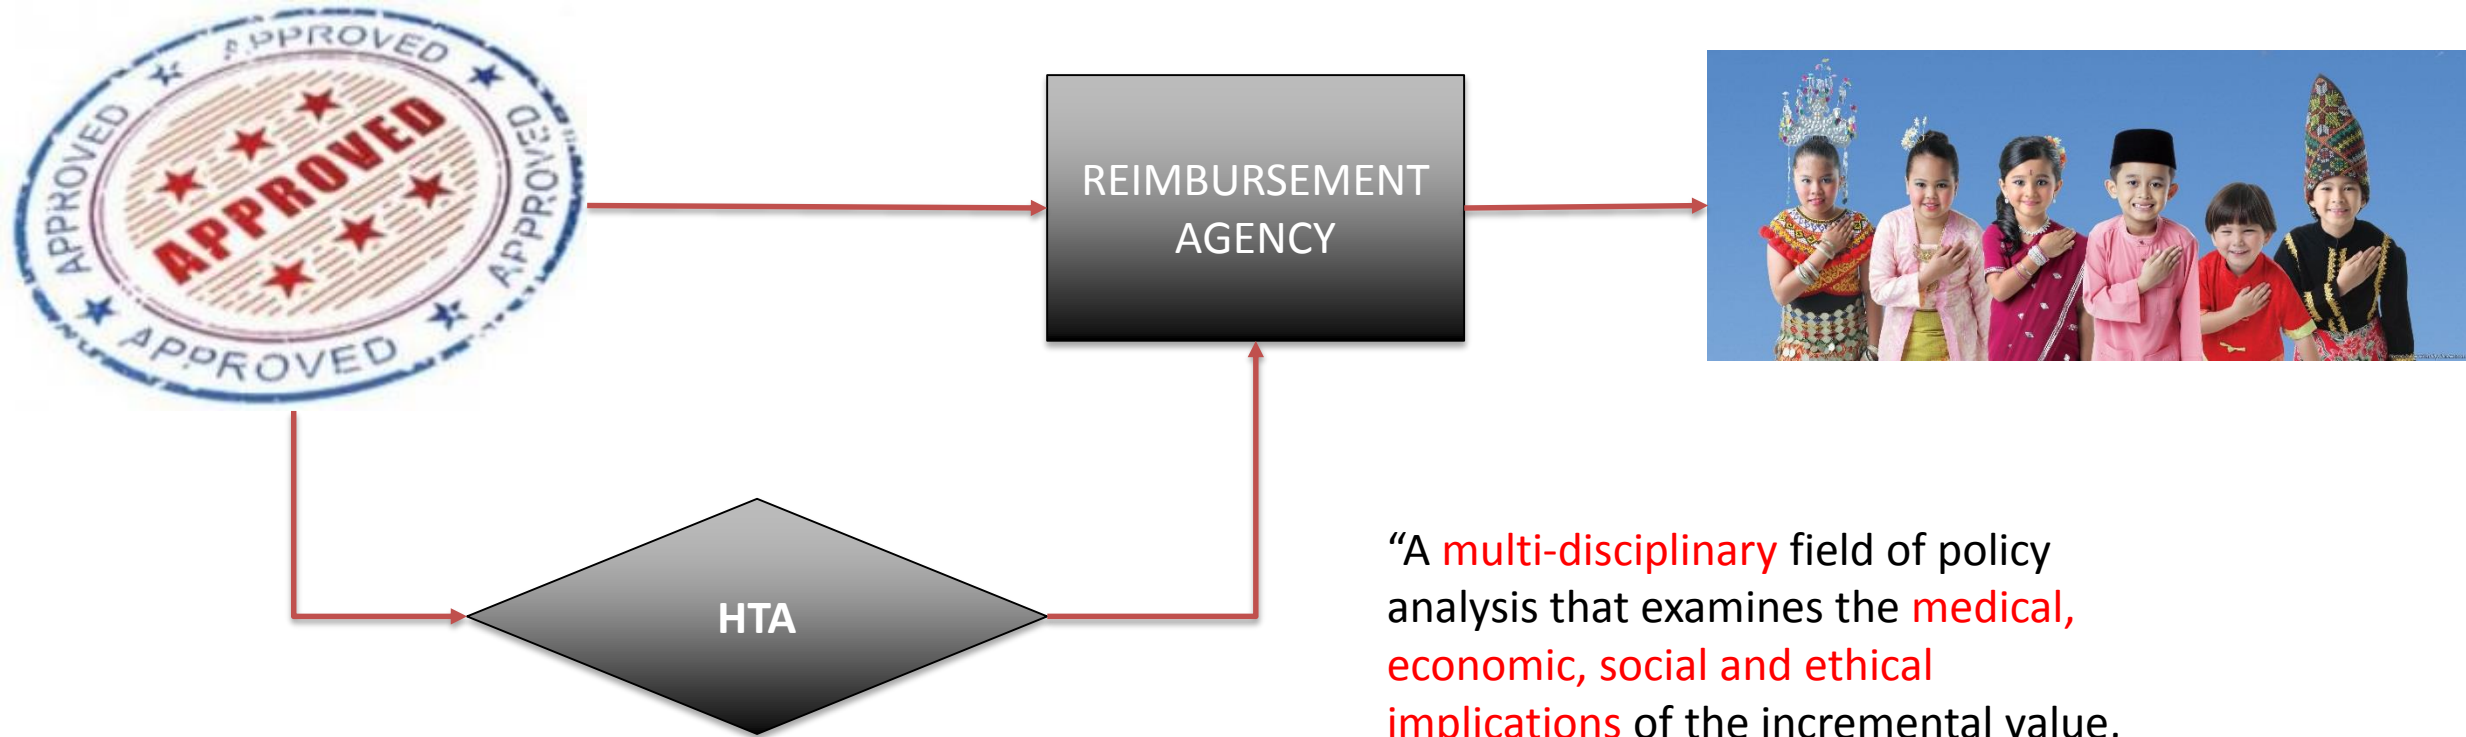 APPROVED
APPROVED
APPROVED
APPROVED
APPROVED
APPROVED
REIMBURSEMENT
AGENCY
HTA
“A multi-disciplinary field of policy
analysis that examines the medical,
economic, social and ethical
implications of the incremental value,